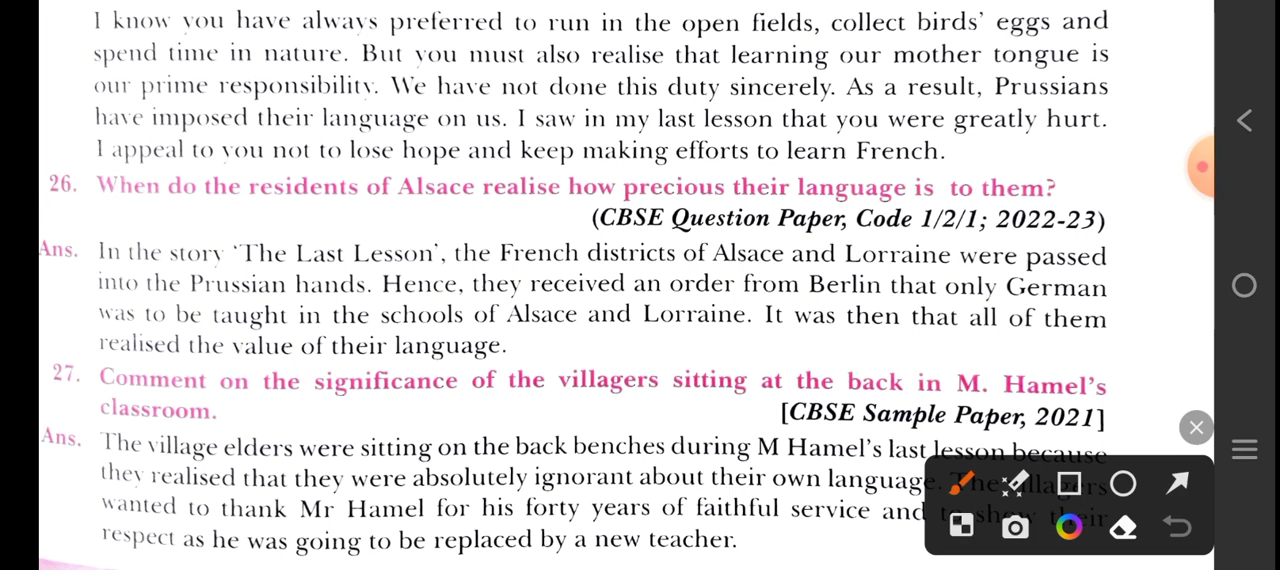 I know you have always preferred to run in the open fields, collect birds' eggs and
spend time in nature. But you must also realise that learning our mother tongue is
our prime responsibility. We have not done this duty sincerely. As a result, Prussians
have imposed their language on us. I saw in my last lesson that you were greatly hurt.
I appeal to you not to lose hope and keep making efforts to learn French.
26. When do the residents of Alsace realise how precious their language is to them?
(CBSE Question Paper, Code 1/2/1; 2022-23)
Ans. In the story 'The Last Lesson', the French districts of Alsace and Lorraine were passed
into the Prussian hands. Hence, they received an order from Berlin that only German
was to be taught in the schools of Alsace and Lorraine. It was then that all of them
realised the value of their language.
27. Comment on the significance of the villagers sitting at the back in M. Hamel's
classroom. [CBSE Sample Paper, 2021]
Ans. The village elders were sitting on the back benches during M Hamel's last lesson because
they realised that they were absolutely ignorant about their own language. The villagers
wanted to thank Mr Hamel for his forty years of faithful service and to show their
respect as he was going to be replaced by a new teacher.